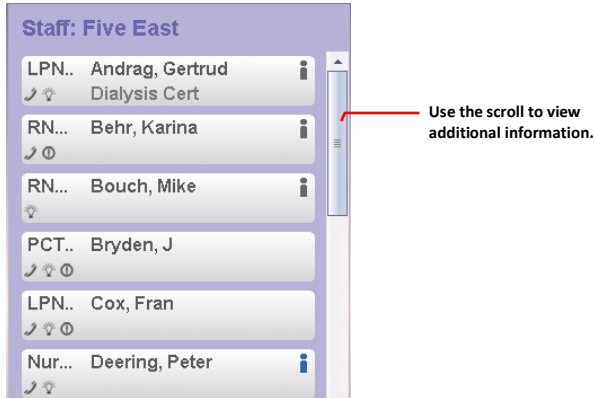 Staff: Five East
LPN.. Andrag, Gertrud
Dialysis Cert
RN... Behr, Karina
RN... Bouch, Mike
PCT.. Bryden, J
LPN.. Cox, Fran
Nur... Deering, Peter
Use the scroll to view
additional information.